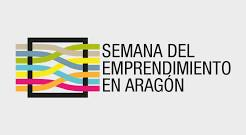 SEMANA DEL
EMPRENDIMIENTO
EN ARAGÓN